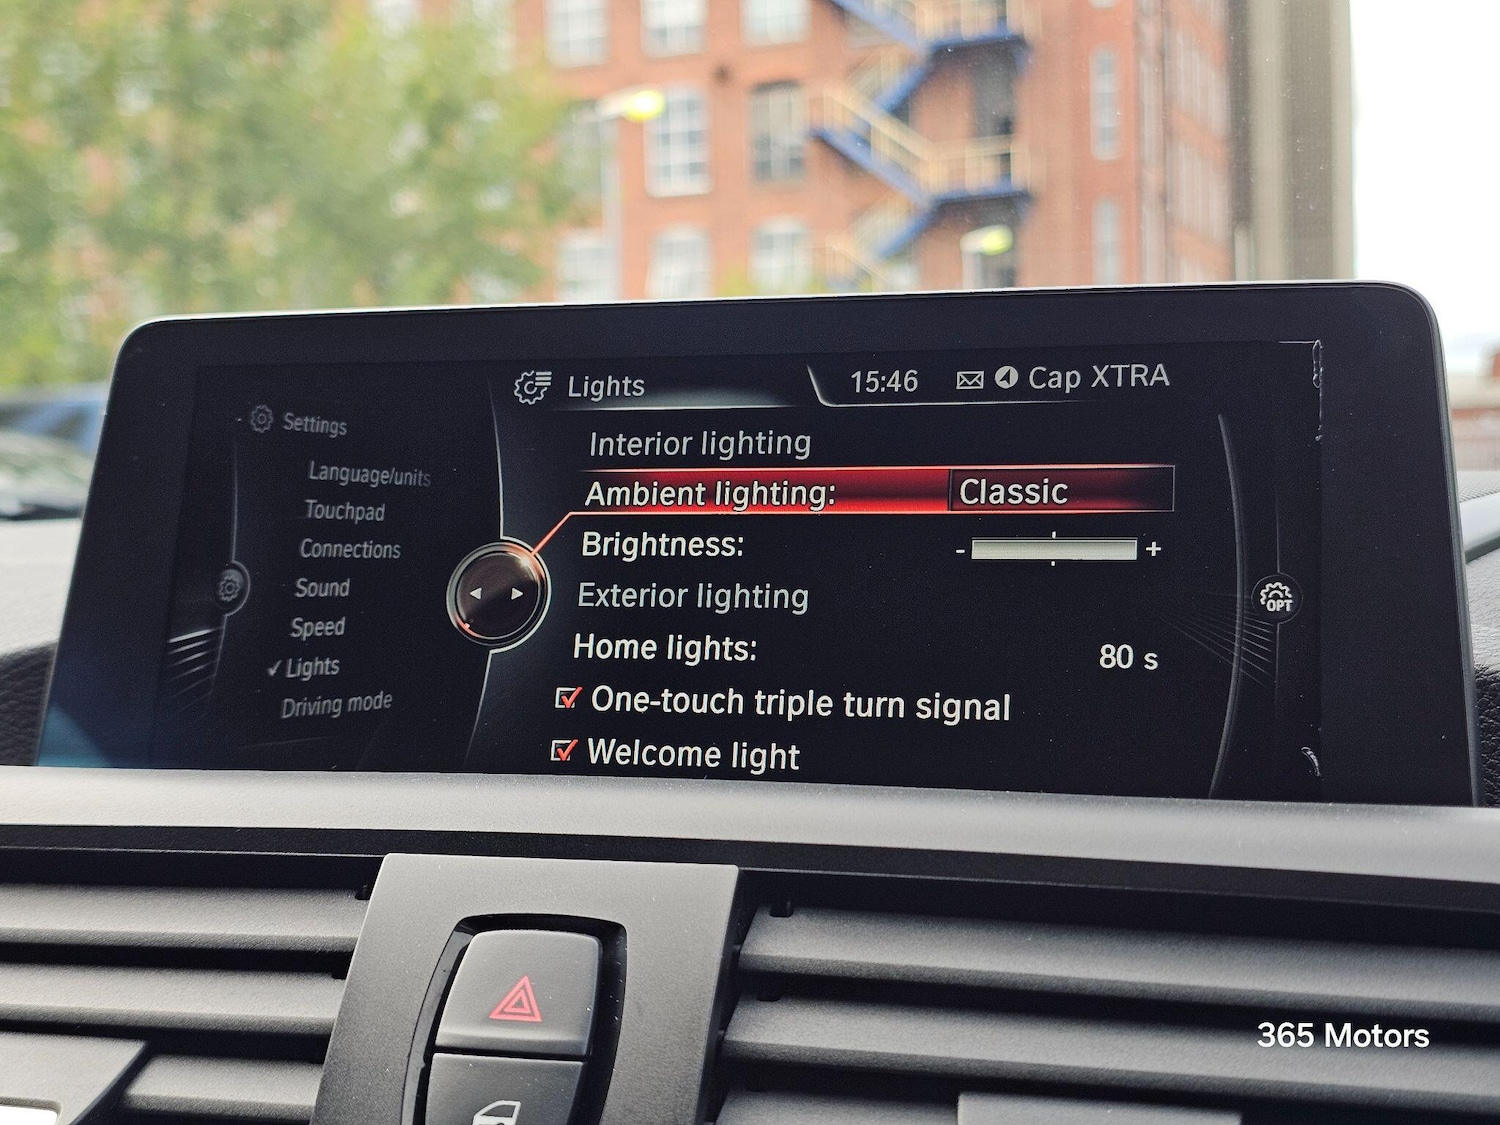 Lights
15:46
Cap XTRA
Settings
Language/units
Touchpad
Connections
Sound
Speed
Lights
Driving mode
Interior lighting
Ambient lighting: Classic
Brightness: - +
Exterior lighting
Home lights: 80 s
One-touch triple turn signal
Welcome light
OPT
365 Motors